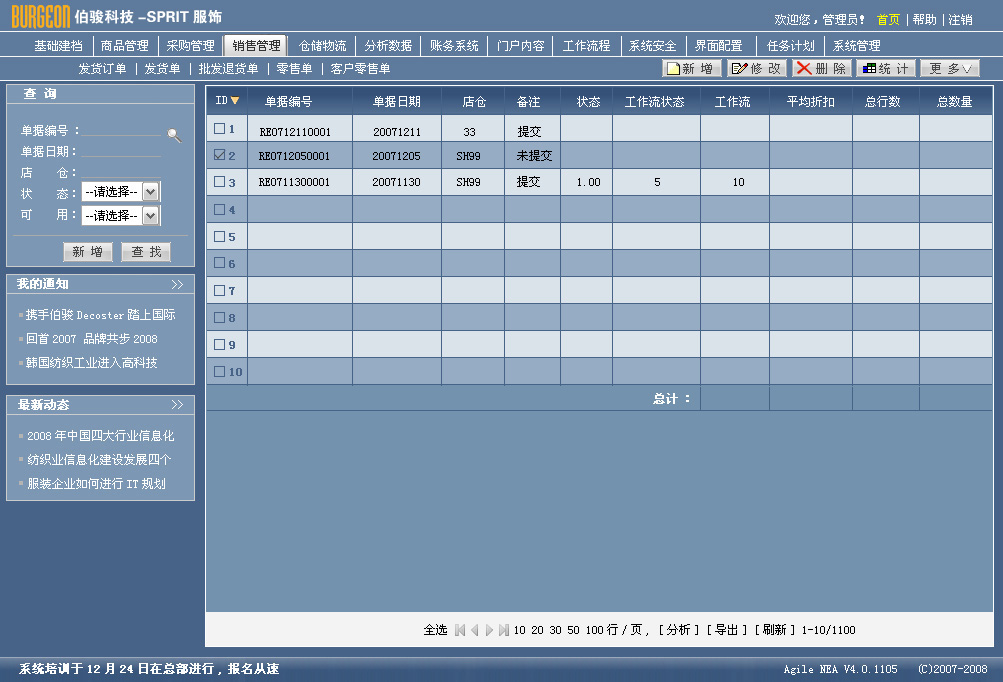 BURGEON 伯骏科技 –SPRIT 服饰
欢迎您，管理员！ 首页 | 帮助 | 注销
基础建档 商品管理 采购管理 销售管理 仓储物流 分析数据 账务系统 门户内容 工作流程 系统安全 界面配置 任务计划 系统管理
发货订单 | 发货单 | 批发退货单 | 零售单 | 客户零售单
新 增 修 改 删 除 统 计 更 多
查 询
单据编号：
单据日期：
店 仓：
状 态：--请选择--
可 用：--请选择--
新 增 查 找
我的通知 >>
携手伯骏 Decoster 踏上国际
回首 2007 品牌共步 2008
韩国纺织工业进入高科技
最新动态 >>
2008 年中国四大行业信息化
纺织业信息化建设发展四个
服装企业如何进行 IT 规划
ID 单据编号 单据日期 店仓 备注 状态 工作流状态 工作流 平均折扣 总行数 总数量
1 RE0712110001 20071211 33 提交
2 RE0712050001 20071205 SH99 未提交
3 RE0711300001 20071130 SH99 提交 1.00 5 10
4
5
6
7
8
9
10
总计：
全选 10 20 30 50 100 行 / 页， [ 分析 ] [ 导出 ] [ 刷新 ] 1-10/1100
系统培训于 12 月 24 日在总部进行，报名从速
Agile NEA V4.0.1105 (C)2007-2008